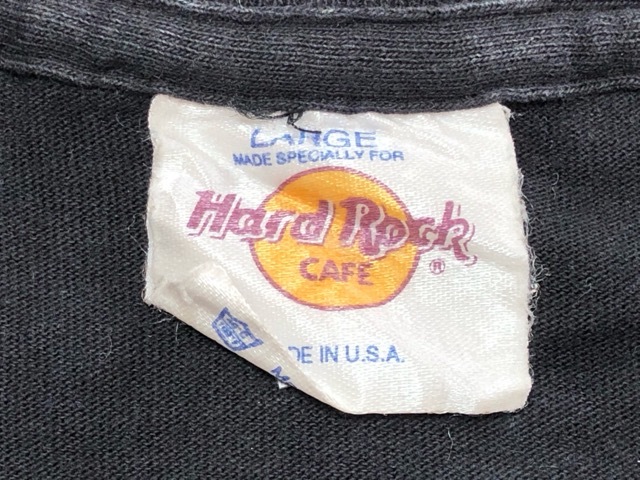 LARGE
MADE SPECIALLY FOR
Hard Rock
CAFE ®
DE IN U.S.A.
M